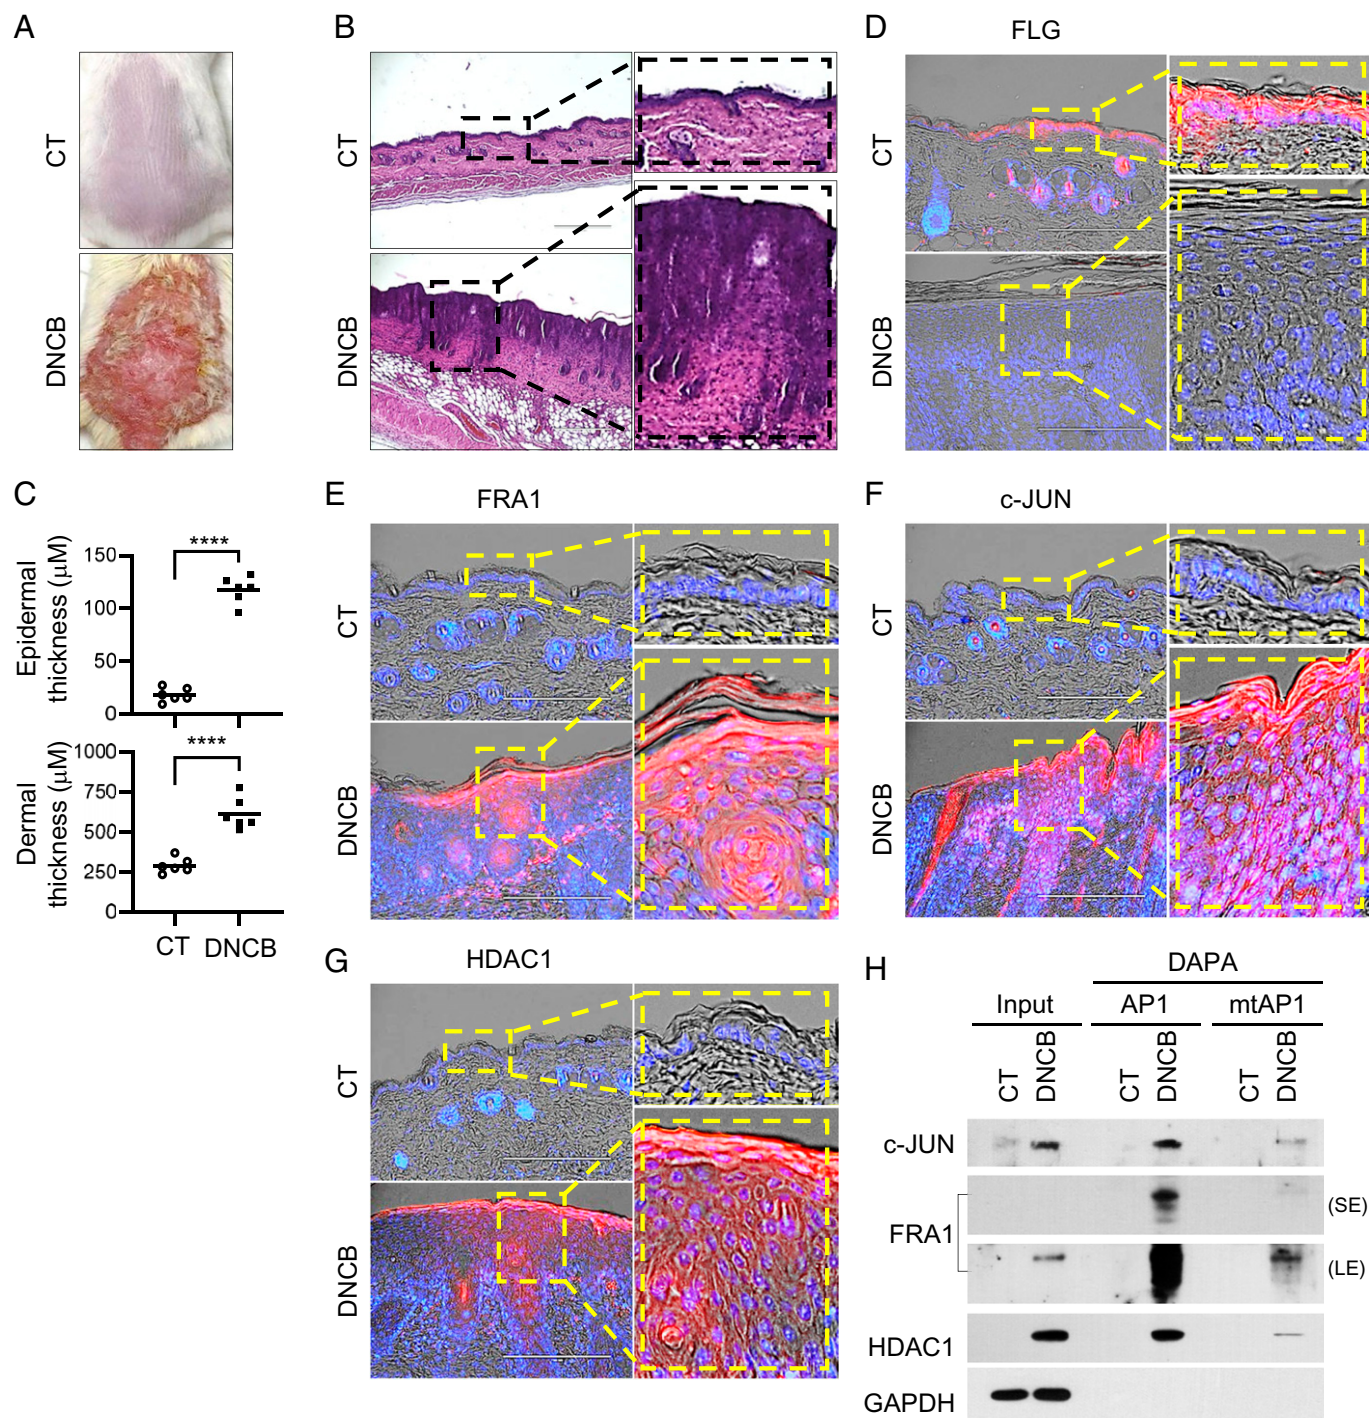 A
CT
DNCB
B
CT
DNCB
D
FLG
CT
DNCB
C
Epidermal
thickness (μM)
150
100
50
0
****
Dermal
thickness (μM)
1000
750
500
250
0
****
CT DNCB
E
FRA1
CT
DNCB
F
c-JUN
CT
DNCB
G
HDAC1
CT
DNCB
H
DAPA
Input AP1 mtAP1
CT DNCB CT DNCB CT DNCB
c-JUN
FRA1
(SE)
(LE)
HDAC1
GAPDH